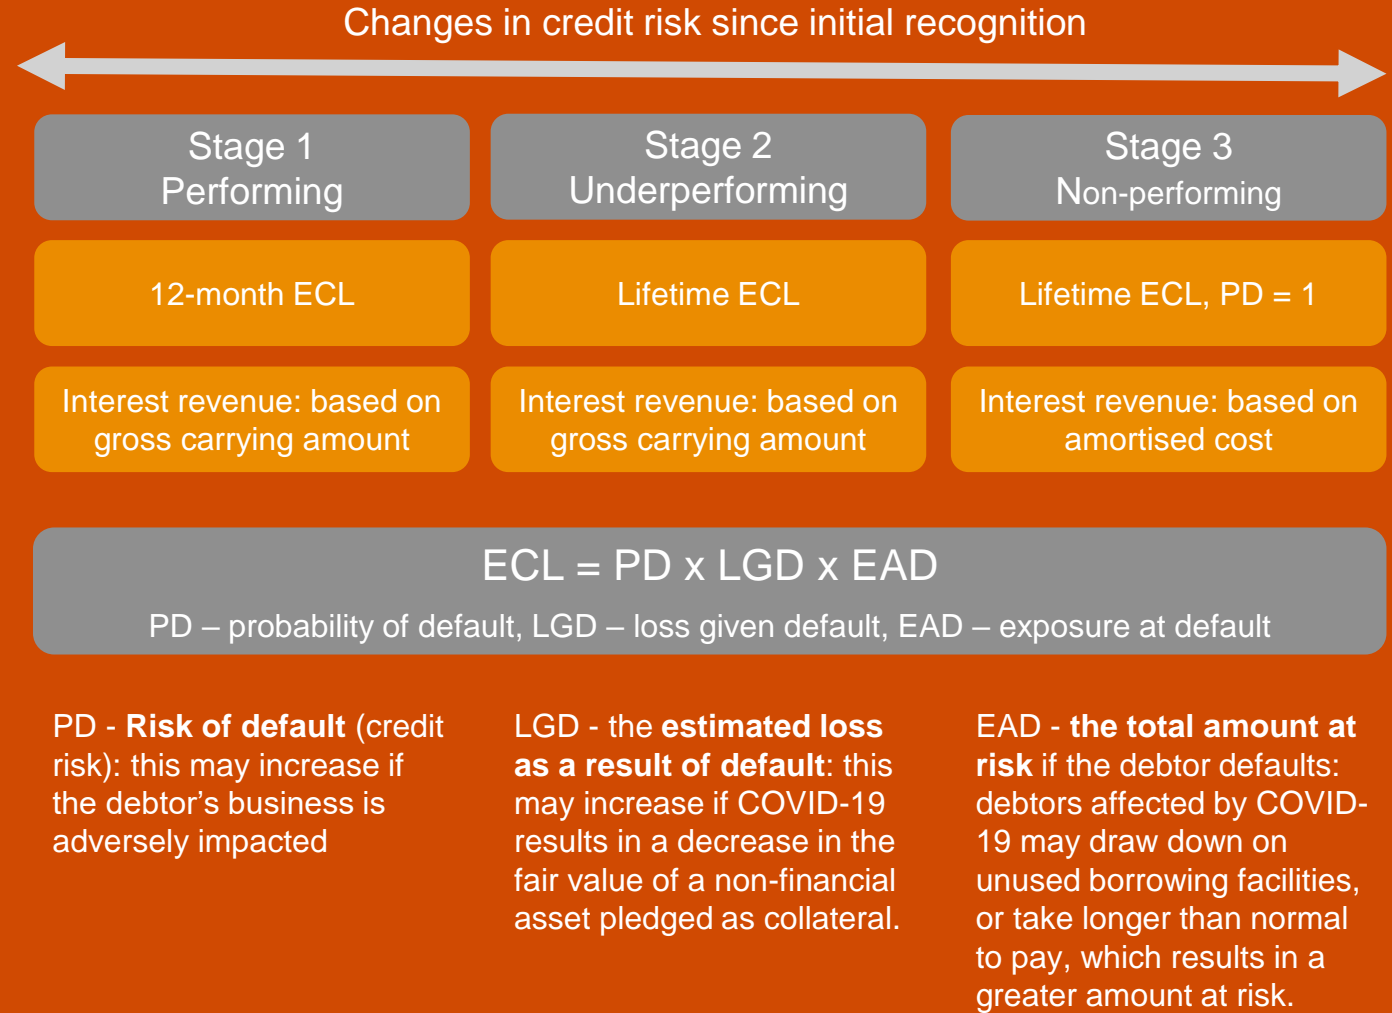 Changes in credit risk since initial recognition
Stage 1
Performing
Stage 2
Underperforming
Stage 3
Non-performing
12-month ECL
Lifetime ECL
Lifetime ECL, PD = 1
Interest revenue: based on
gross carrying amount
Interest revenue: based on
gross carrying amount
Interest revenue: based on
amortised cost
ECL = PD x LGD x EAD
PD – probability of default, LGD – loss given default, EAD – exposure at default
PD - Risk of default (credit
risk): this may increase if
the debtor’s business is
adversely impacted
LGD - the estimated loss
as a result of default: this
may increase if COVID-19
results in a decrease in the
fair value of a non-financial
asset pledged as collateral.
EAD - the total amount at
risk if the debtor defaults:
debtors affected by COVID-
19 may draw down on
unused borrowing facilities,
or take longer than normal
to pay, which results in a
greater amount at risk.